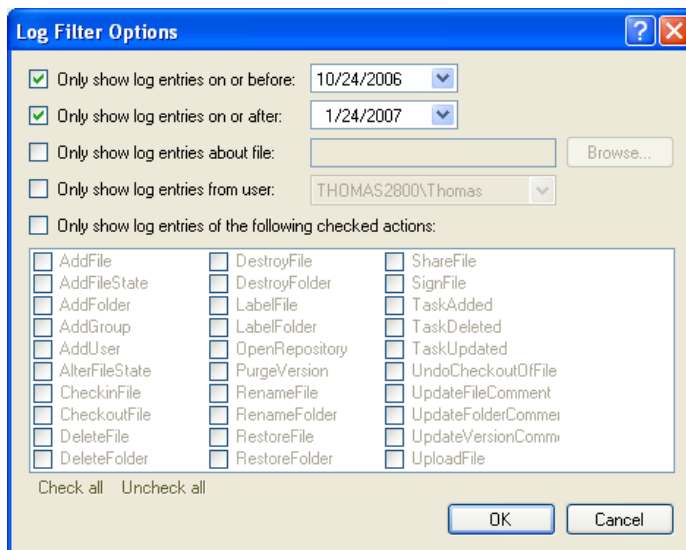 Log Filter Options
Only show log entries on or before: 10/24/2006
Only show log entries on or after: 1/24/2007
Only show log entries about file: Browse...
Only show log entries from user: THOMAS2800\Thomas
Only show log entries of the following checked actions:
AddFile DestroyFile ShareFile
AddFileState DestroyFolder SignFile
AddFolder LabelFile TaskAdded
AddGroup LabelFolder TaskDeleted
AddUser OpenRepository TaskUpdated
AlterFileState PurgeVersion UndoCheckoutOfFile
CheckinFile RenameFile UpdateFileComment
CheckoutFile RenameFolder UpdateFolderCommer
DeleteFile RestoreFile UpdateVersionCommo
DeleteFolder RestoreFolder UploadFile
Check all Uncheck all
OK Cancel